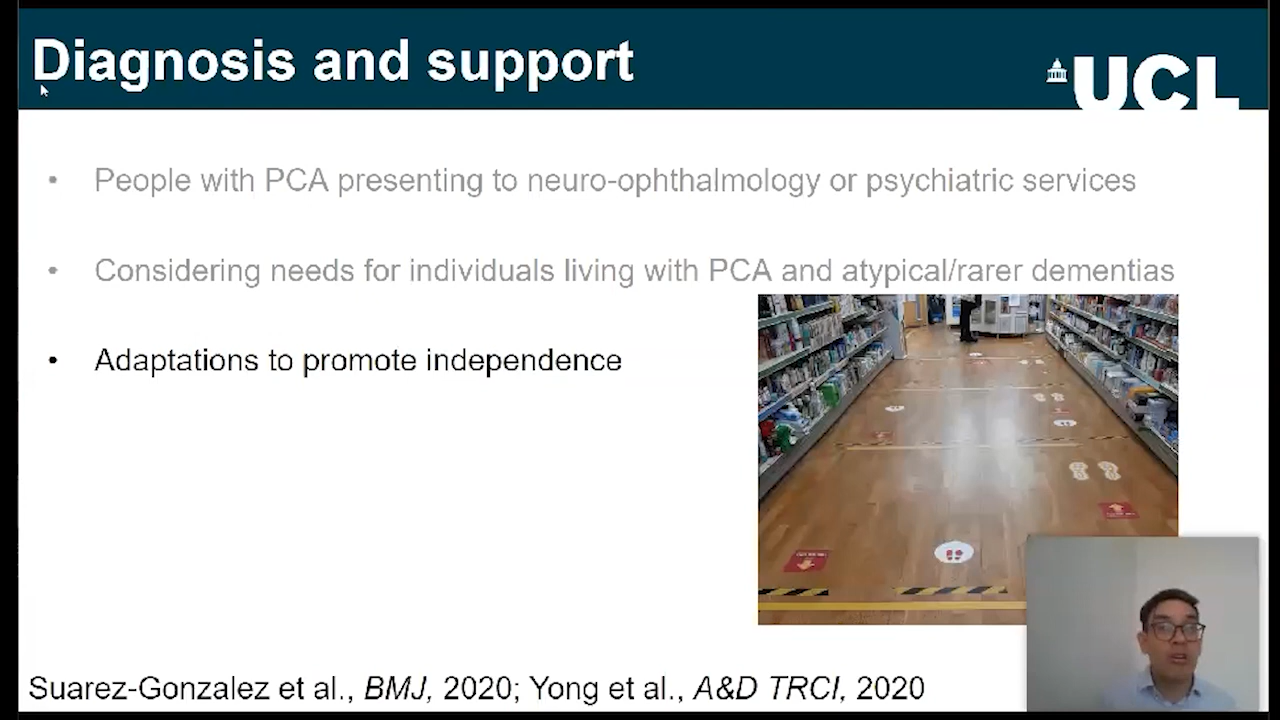 Diagnosis and support
UCL
• People with PCA presenting to neuro-ophthalmology or psychiatric services
• Considering needs for individuals living with PCA and atypical/rarer dementias
• Adaptations to promote independence
Suarez-Gonzalez et al., BMJ, 2020; Yong et al., A&D TRCI, 2020